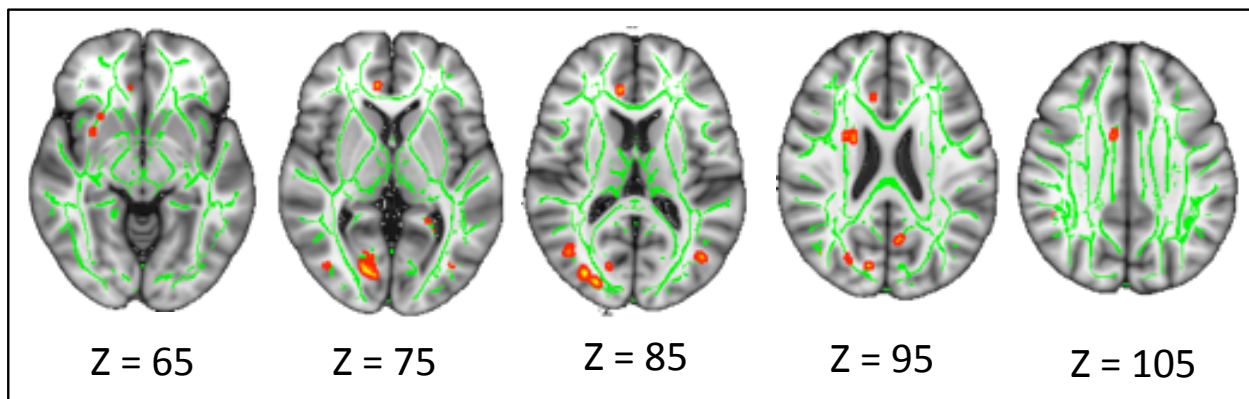 Z = 65 Z = 75 Z = 85 Z = 95 Z = 105